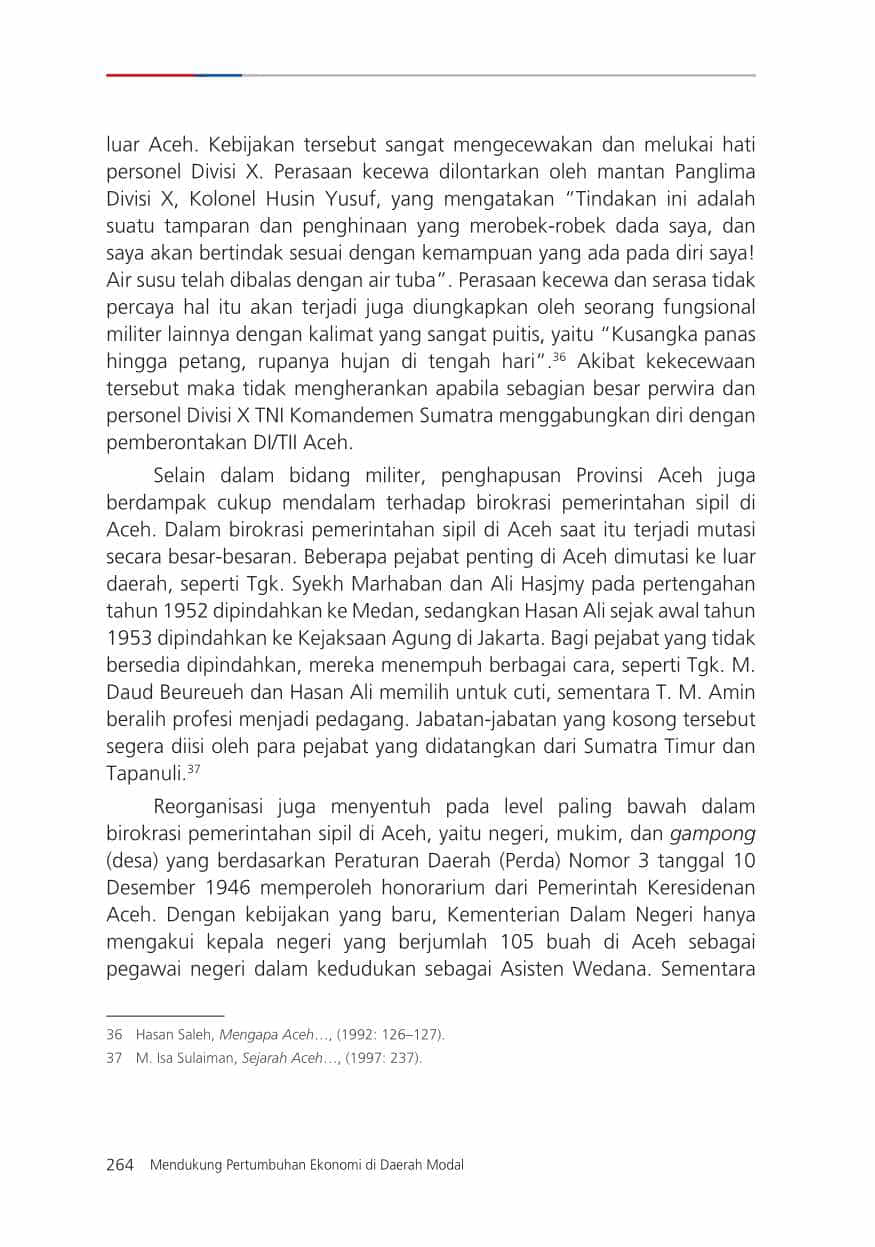 luar Aceh. Kebijakan tersebut sangat mengecewakan dan melukai hati
personel Divisi X. Perasaan kecewa dilontarkan oleh mantan Panglima
Divisi X, Kolonel Husin Yusuf, yang mengatakan “Tindakan ini adalah
suatu tamparan dan penghinaan yang merobek-robek dada saya, dan
saya akan bertindak sesuai dengan kemampuan yang ada pada diri saya!
Air susu telah dibalas dengan air tuba”. Perasaan kecewa dan serasa tidak
percaya hal itu akan terjadi juga diungkapkan oleh seorang fungsional
militer lainnya dengan kalimat yang sangat puitis, yaitu “Kusangka panas
hingga petang, rupanya hujan di tengah hari”.36 Akibat kekecewaan
tersebut maka tidak mengherankan apabila sebagian besar perwira dan
personel Divisi X TNI Komandemen Sumatra menggabungkan diri dengan
pemberontakan DI/TII Aceh.
Selain dalam bidang militer, penghapusan Provinsi Aceh juga
berdampak cukup mendalam terhadap birokrasi pemerintahan sipil di
Aceh. Dalam birokrasi pemerintahan sipil di Aceh saat itu terjadi mutasi
secara besar-besaran. Beberapa pejabat penting di Aceh dimutasi ke luar
daerah, seperti Tgk. Syekh Marhaban dan Ali Hasjmy pada pertengahan
tahun 1952 dipindahkan ke Medan, sedangkan Hasan Ali sejak awal tahun
1953 dipindahkan ke Kejaksaan Agung di Jakarta. Bagi pejabat yang tidak
bersedia dipindahkan, mereka menempuh berbagai cara, seperti Tgk. M.
Daud Beureueh dan Hasan Ali memilih untuk cuti, sementara T. M. Amin
beralih profesi menjadi pedagang. Jabatan-jabatan yang kosong tersebut
segera diisi oleh para pejabat yang didatangkan dari Sumatra Timur dan
Tapanuli.37
Reorganisasi juga menyentuh pada level paling bawah dalam
birokrasi pemerintahan sipil di Aceh, yaitu negeri, mukim, dan gampong
(desa) yang berdasarkan Peraturan Daerah (Perda) Nomor 3 tanggal 10
Desember 1946 memperoleh honorarium dari Pemerintah Keresidenan
Aceh. Dengan kebijakan yang baru, Kementerian Dalam Negeri hanya
mengakui kepala negeri yang berjumlah 105 buah di Aceh sebagai
pegawai negeri dalam kedudukan sebagai Asisten Wedana. Sementara
36 Hasan Saleh, Mengapa Aceh…, (1992: 126–127).
37 M. Isa Sulaiman, Sejarah Aceh…, (1997: 237).
264 Mendukung Pertumbuhan Ekonomi di Daerah Modal